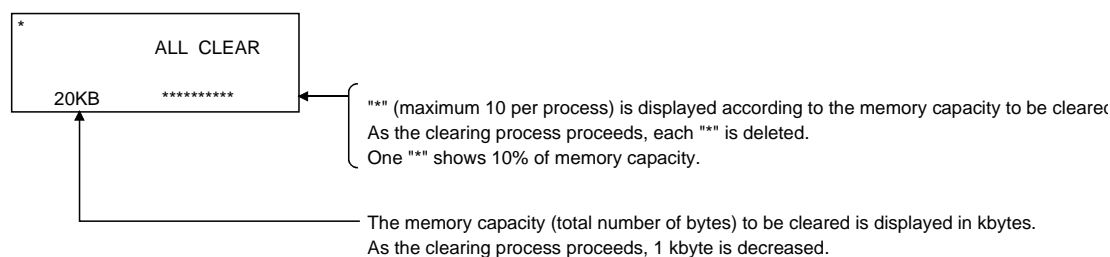 *
ALL CLEAR
20KB **********
"*" (maximum 10 per process) is displayed according to the memory capacity to be cleared
As the clearing process proceeds, each "*" is deleted.
One "*" shows 10% of memory capacity.
The memory capacity (total number of bytes) to be cleared is displayed in kbytes.
As the clearing process proceeds, 1 kbyte is decreased.